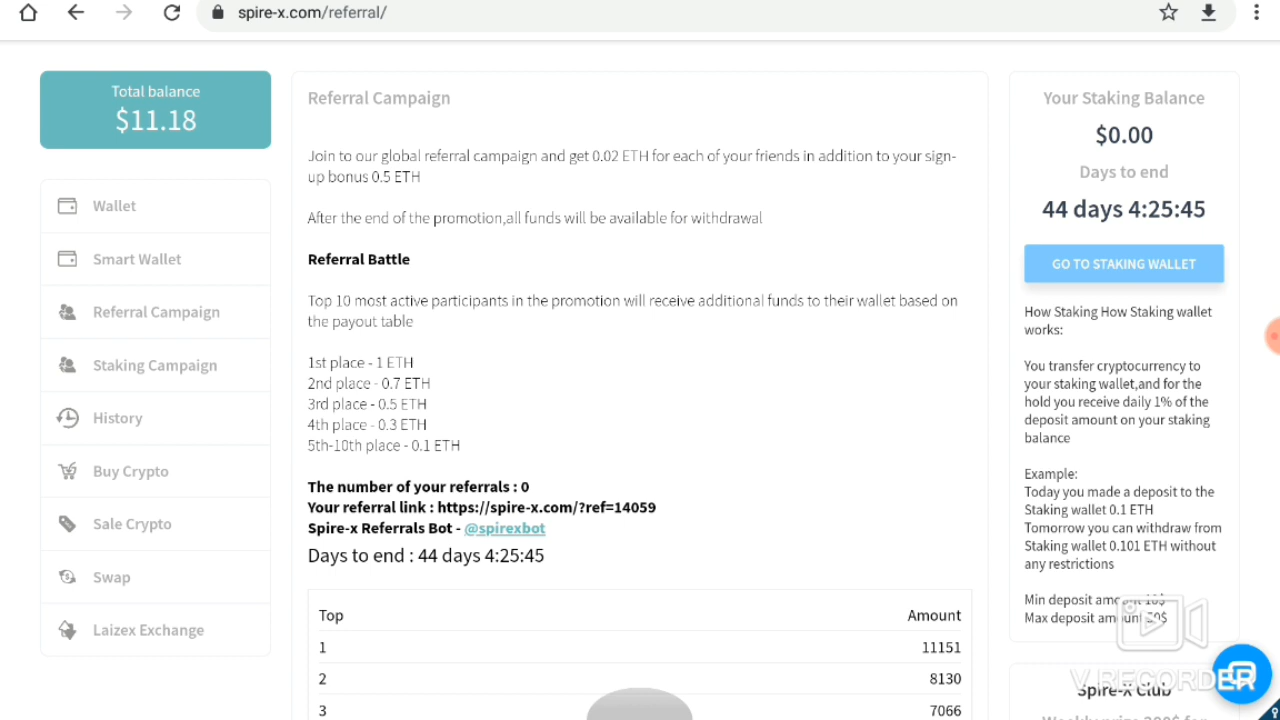 spire-x.com/referral/
Total balance
$11.18
Wallet
Smart Wallet
Referral Campaign
Staking Campaign
History
Buy Crypto
Sale Crypto
Swap
Laizex Exchange
Referral Campaign
Join to our global referral campaign and get 0.02 ETH for each of your friends in addition to your sign-
up bonus 0.5 ETH
After the end of the promotion,all funds will be available for withdrawal
Referral Battle
Top 10 most active participants in the promotion will receive additional funds to their wallet based on
the payout table
1st place - 1 ETH
2nd place - 0.7 ETH
3rd place - 0.5 ETH
4th place - 0.3 ETH
5th-10th place - 0.1 ETH
The number of your referrals : 0
Your referral link : https://spire-x.com/?ref=14059
Spire-x Referrals Bot - @spirexbot
Days to end : 44 days 4:25:45
Top Amount
1 11151
2 8130
3 7066
Your Staking Balance
$0.00
Days to end
44 days 4:25:45
GO TO STAKING WALLET
How Staking How Staking wallet
works:
You transfer cryptocurrency to
your staking wallet,and for the
hold you receive daily 1% of the
deposit amount on your staking
balance
Example:
Today you made a deposit to the
Staking wallet 0.1 ETH
Tomorrow you can withdraw from
Staking wallet 0.101 ETH without
any restrictions
Min deposit amount 10$
Max deposit amount
V.RECORDER
Spire-X Club
Weekly prize 200$ for